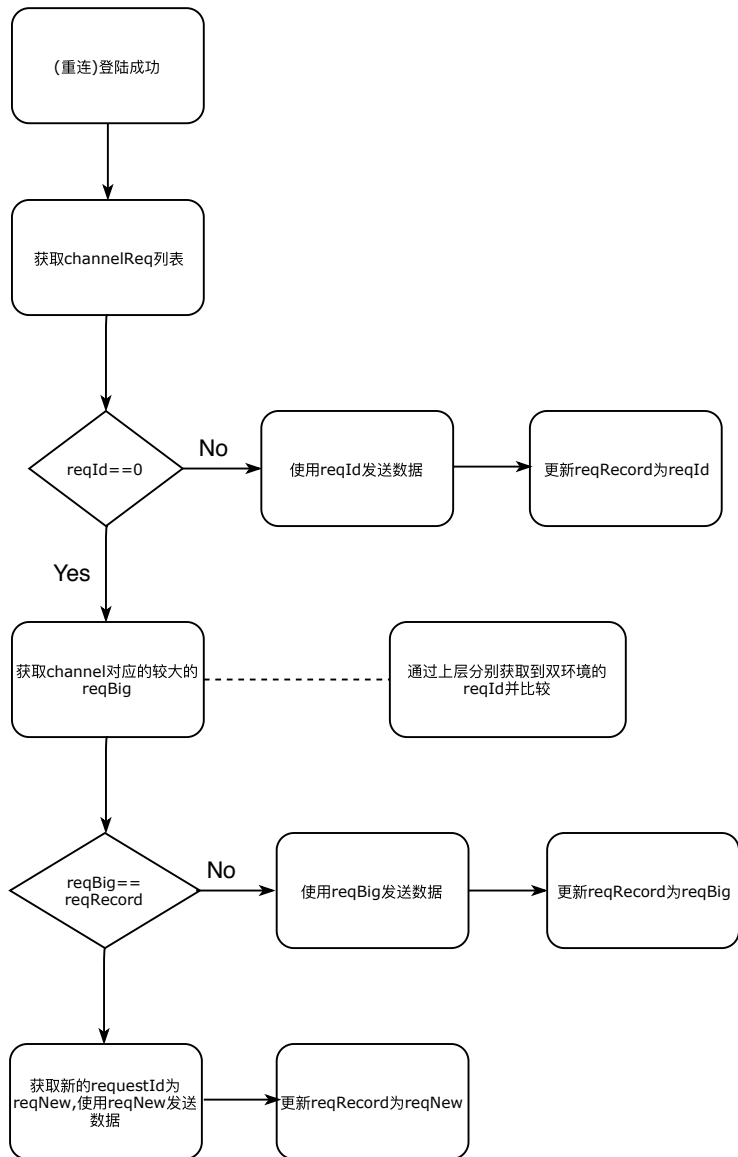 (重连)登陆成功
获取channelReq列表
reqId==0
No
使用reqId发送数据
更新reqRecord为reqId
Yes
获取channel对应的较大的
reqBig
通过上层分别获取到双环境的
reqId并比较
reqBig==
reqRecord
No
使用reqBig发送数据
更新reqRecord为reqBig
获取新的requestId为
reqNew,使用reqNew发送
数据
更新reqRecord为reqNew